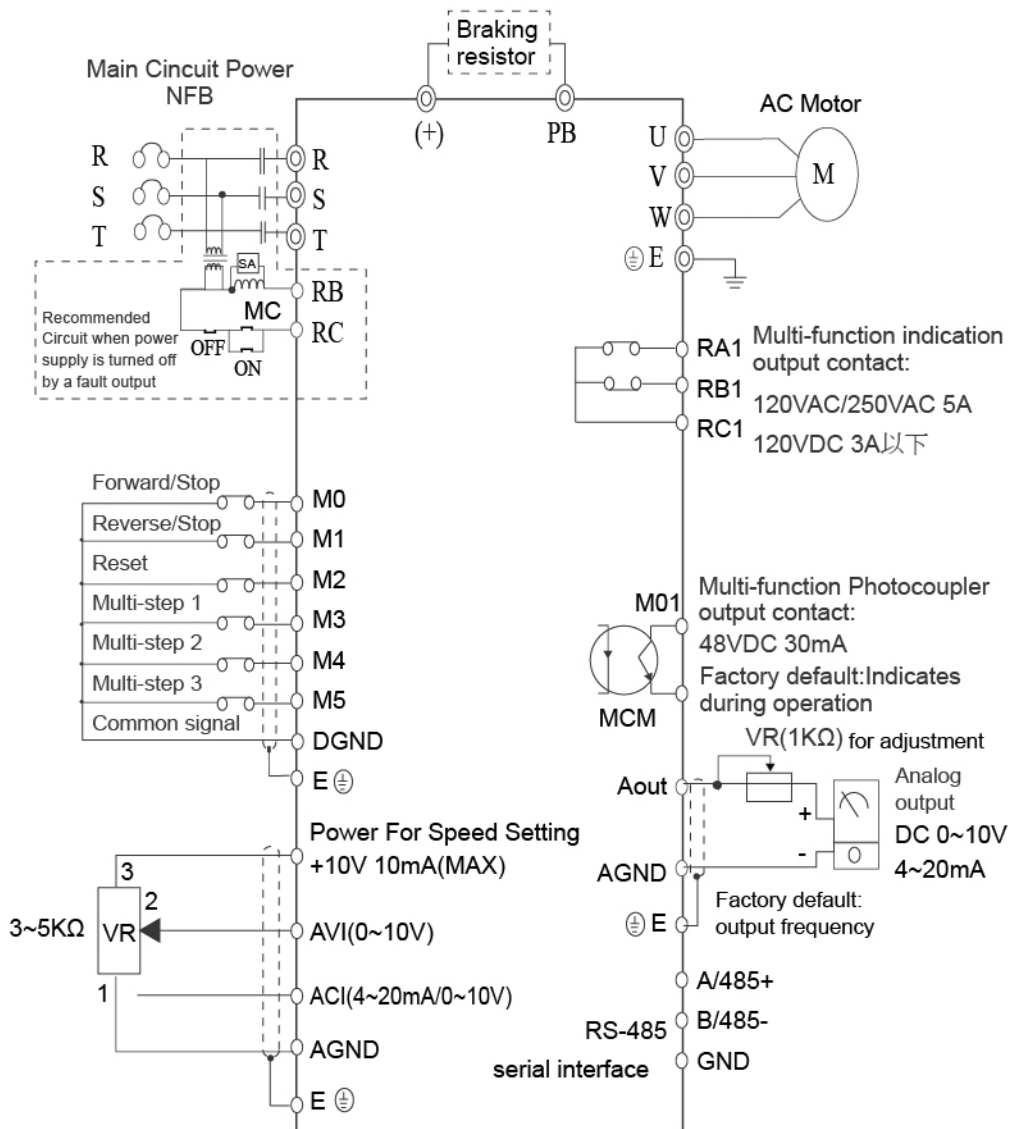 Braking
resistor
Main Cincuit Power
NFB
(+)
PB
AC Motor
R
S
T
R
S
T
U
V
W
E
M
SA
MC
RB
RC
OFF
ON
Recommended
Circuit when power
supply is turned off
by a fault output
RA1
RB1
RC1
Multi-function indication
output contact:
120VAC/250VAC 5A
120VDC 3A以下
Forward/Stop
M0
Reverse/Stop
M1
Reset
M2
Multi-step 1
M3
Multi-step 2
M4
Multi-step 3
M5
Common signal
DGND
E
M01
MCM
Multi-function Photocoupler
output contact:
48VDC 30mA
Factory default:Indicates
during operation
VR(1KΩ) for adjustment
Aout
+
-
0
Analog
output
DC 0~10V
4~20mA
AGND
E
Factory default:
output frequency
Power For Speed Setting
+10V 10mA(MAX)
3
2
3~5KΩ
VR
1
AVI(0~10V)
ACI(4~20mA/0~10V)
AGND
E
A/485+
B/485-
GND
RS-485
serial interface